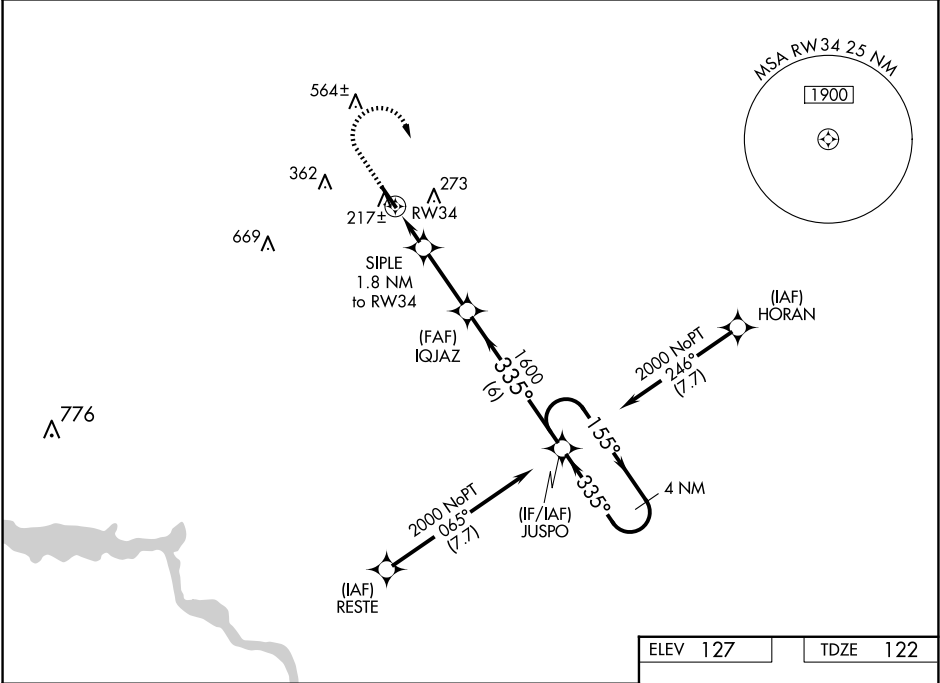 MSA RW34 25 NM
1900
564±
362
273
217±
RW34
669
SIPLE
1.8 NM
to RW34
(IAF)
HORAN
(FAF)
IQJAZ
2000 NoPT
246°
(7.7)
1600
335°
(6)
776
155°
335°
4 NM
2000 NoPT
065°
(7.7)
(IF/IAF)
JUSPO
(IAF)
RESTE
ELEV 127
TDZE 122